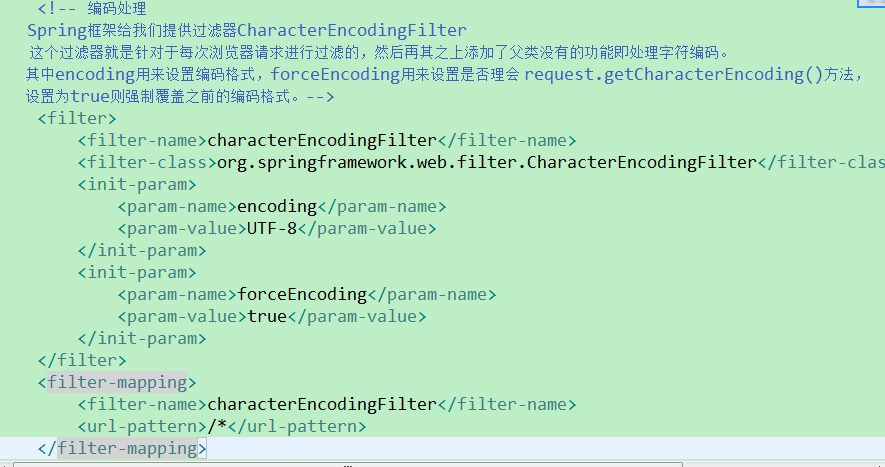 <!-- 编码处理
Spring框架给我们提供过滤器CharacterEncodingFilter
这个过滤器就是针对于每次浏览器请求进行过滤的，然后再其之上添加了父类没有的功能即处理字符编码。
其中encoding用来设置编码格式，forceEncoding用来设置是否理会 request.getCharacterEncoding()方法，
设置为true则强制覆盖之前的编码格式。-->
<filter>
<filter-name>characterEncodingFilter</filter-name>
<filter-class>org.springframework.web.filter.CharacterEncodingFilter</filter-clas
<init-param>
<param-name>encoding</param-name>
<param-value>UTF-8</param-value>
</init-param>
<init-param>
<param-name>forceEncoding</param-name>
<param-value>true</param-value>
</init-param>
</filter>
<filter-mapping>
<filter-name>characterEncodingFilter</filter-name>
<url-pattern>/*</url-pattern>
</filter-mapping>